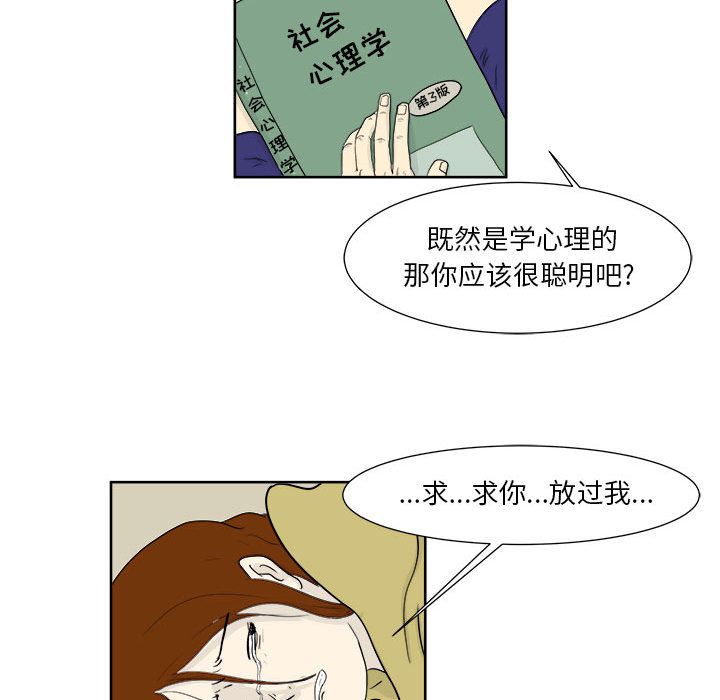 社会
心理学
第3版
社会心理学
既然是学心理的
那你应该很聪明吧?
...求...求你...放过我...